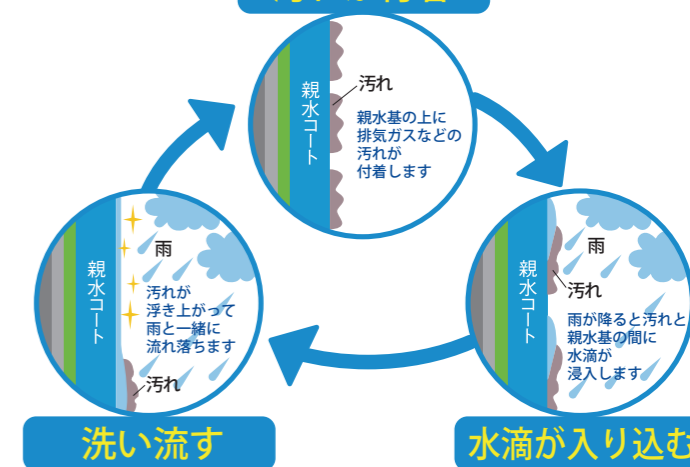 親水コート
汚れ
親水基の上に
排気ガスなどの
汚れが
付着します
親水コート
雨
汚れ
雨が降ると汚れと
親水基の間に
水滴が
浸入します
水滴が入り込む
親水コート
雨
汚れが
浮き上がって
雨と一緒に
流れ落ちます
汚れ
洗い流す